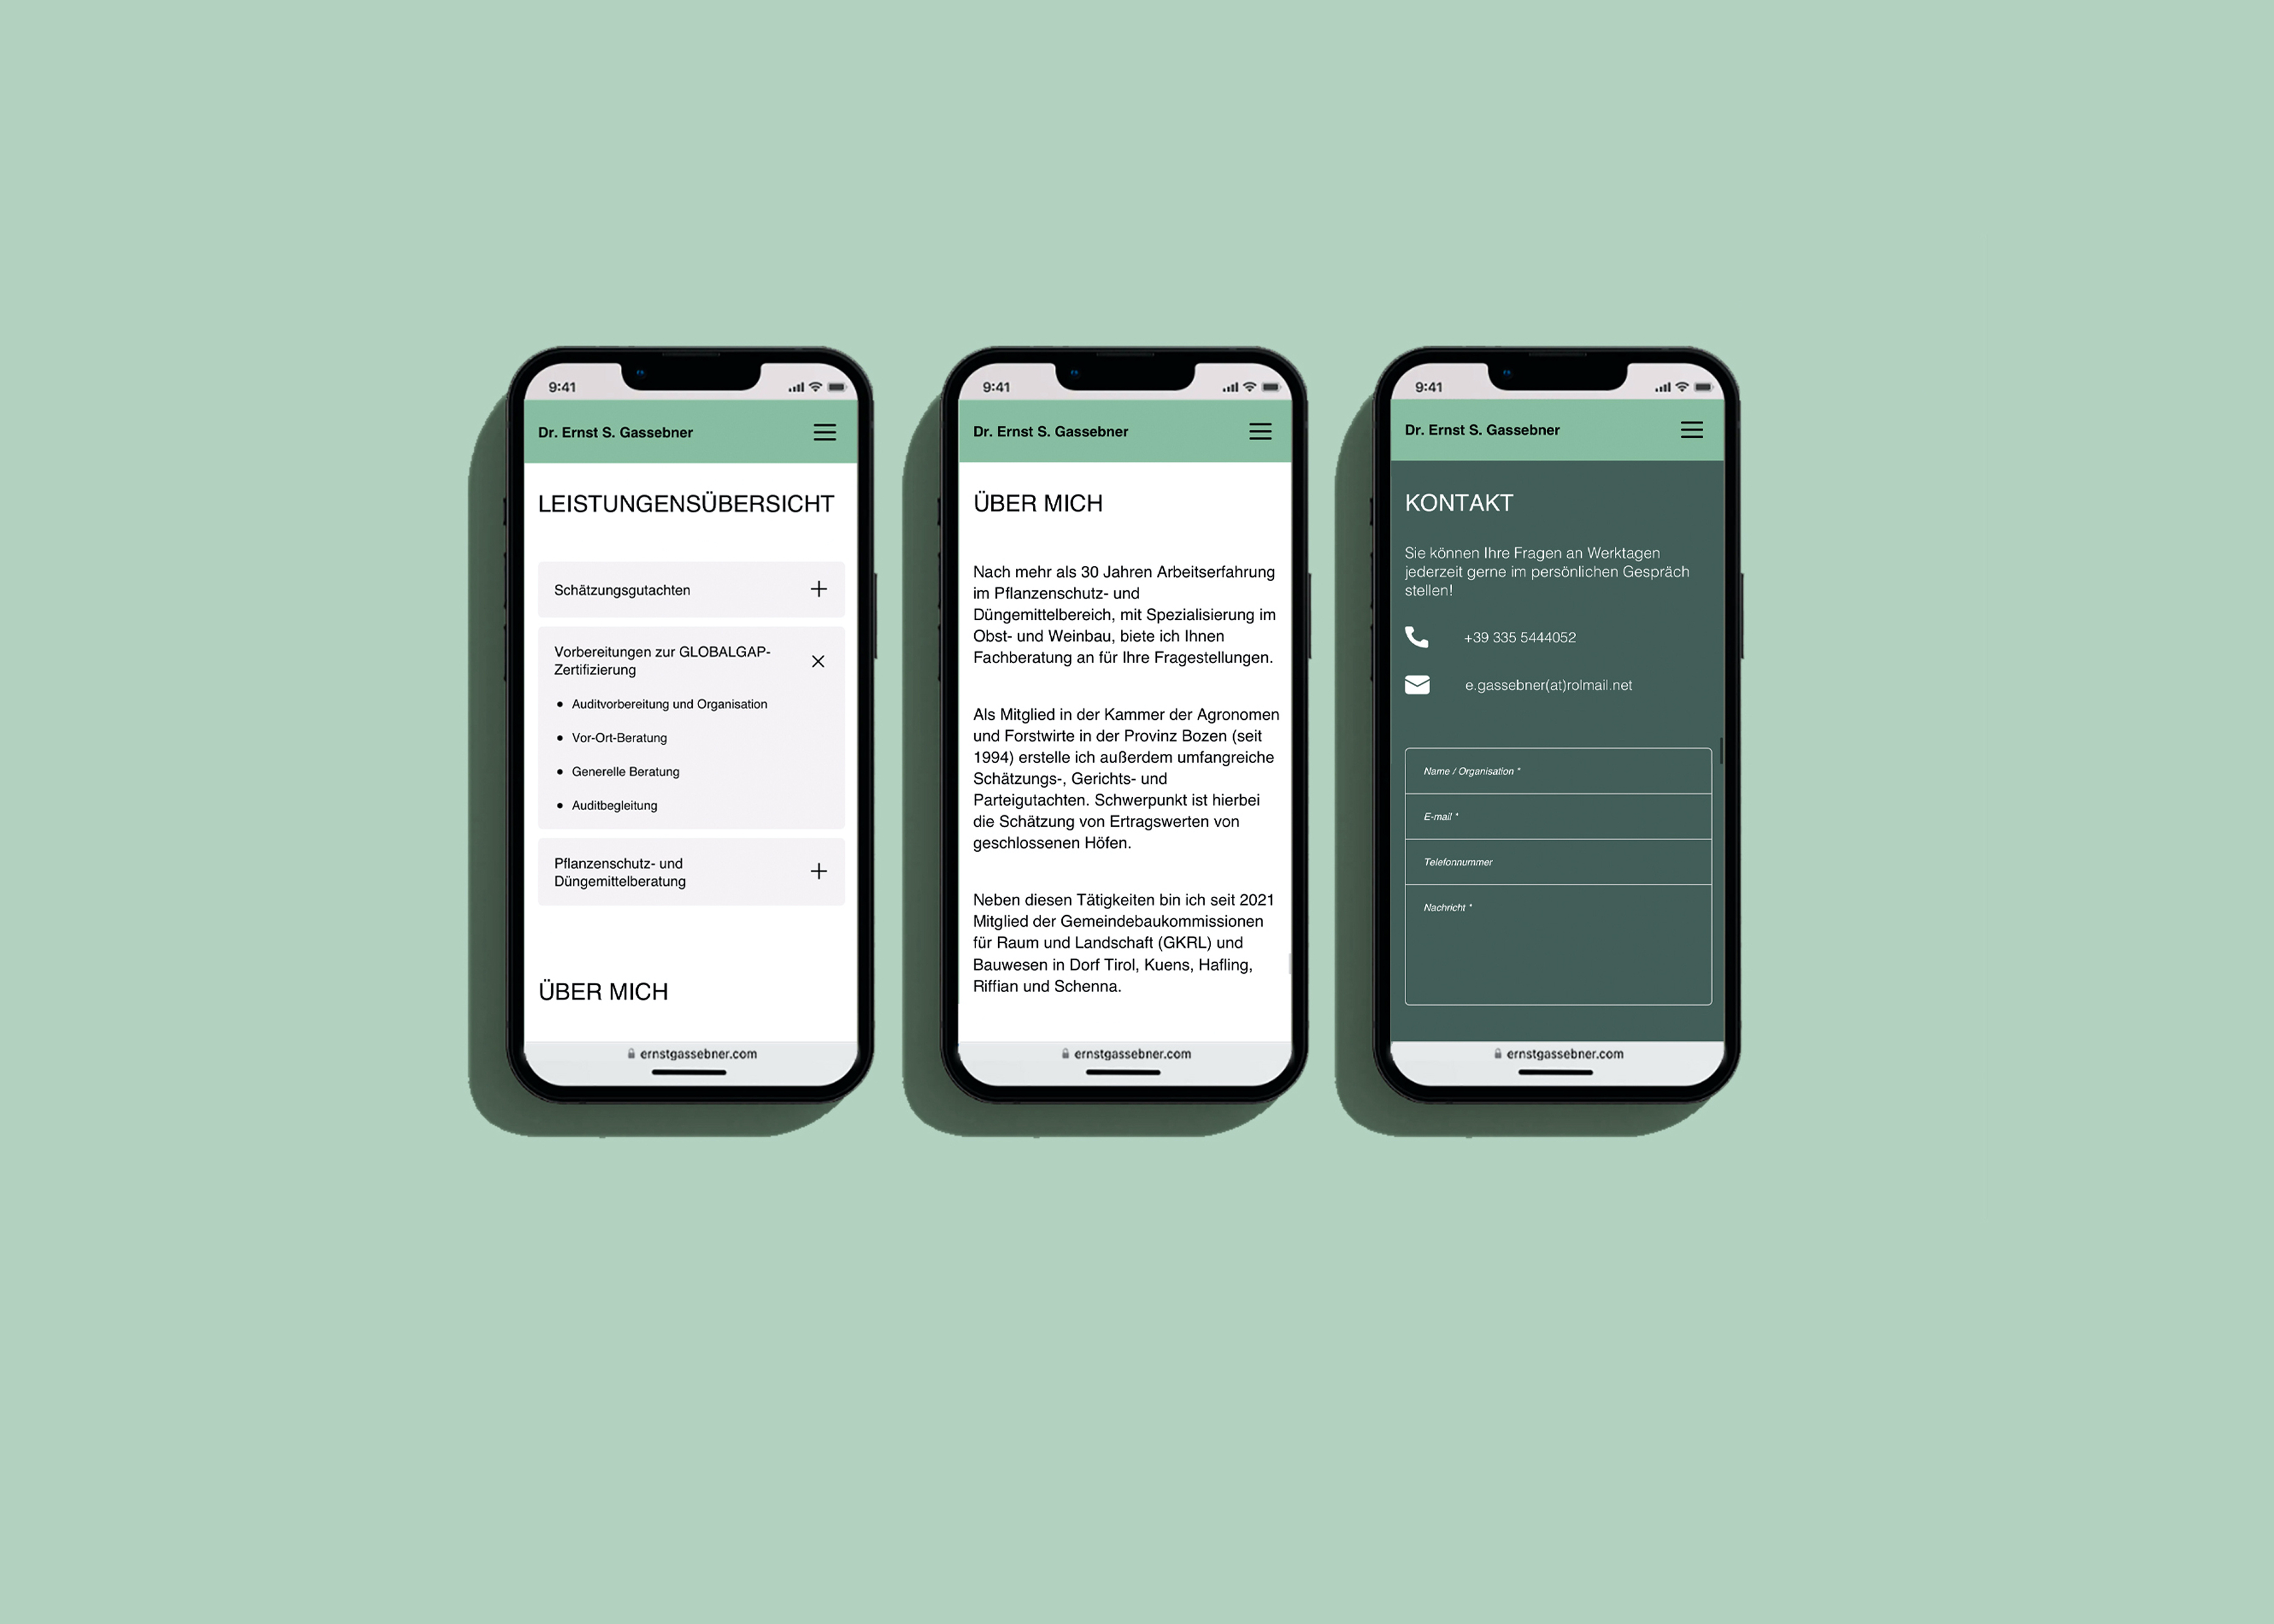 9:41
Dr. Ernst S. Gassebner
LEISTUNGENSÜBERSICHT
Schätzungsgutachten
Vorbereitungen zur GLOBALGAP-
Zertifizierung
• Auditvorbereitung und Organisation
• Vor-Ort-Beratung
• Generelle Beratung
• Auditbegleitung
Pflanzenschutz- und
Düngemittelberatung
ÜBER MICH
ernstgassebner.com
9:41
Dr. Ernst S. Gassebner
ÜBER MICH
Nach mehr als 30 Jahren Arbeitserfahrung
im Pflanzenschutz- und
Düngemittelbereich, mit Spezialisierung im
Obst- und Weinbau, biete ich Ihnen
Fachberatung an für Ihre Fragestellungen.
Als Mitglied in der Kammer der Agronomen
und Forstwirte in der Provinz Bozen (seit
1994) erstelle ich außerdem umfangreiche
Schätzungs-, Gerichts- und
Parteigutachten. Schwerpunkt ist hierbei
die Schätzung von Ertragswerten von
geschlossenen Höfen.
Neben diesen Tätigkeiten bin ich seit 2021
Mitglied der Gemeindebaukommissionen
für Raum und Landschaft (GKRL) und
Bauwesen in Dorf Tirol, Kuens, Hafling,
Riffian und Schenna.
ernstgassebner.com
9:41
Dr. Ernst S. Gassebner
KONTAKT
Sie können Ihre Fragen an Werktagen
jederzeit gerne im persönlichen Gespräch
stellen!
+39 335 5444052
e.gassebner(at)rolmail.net
Name / Organisation *
E-mail *
Telefonnummer
Nachricht *
ernstgassebner.com